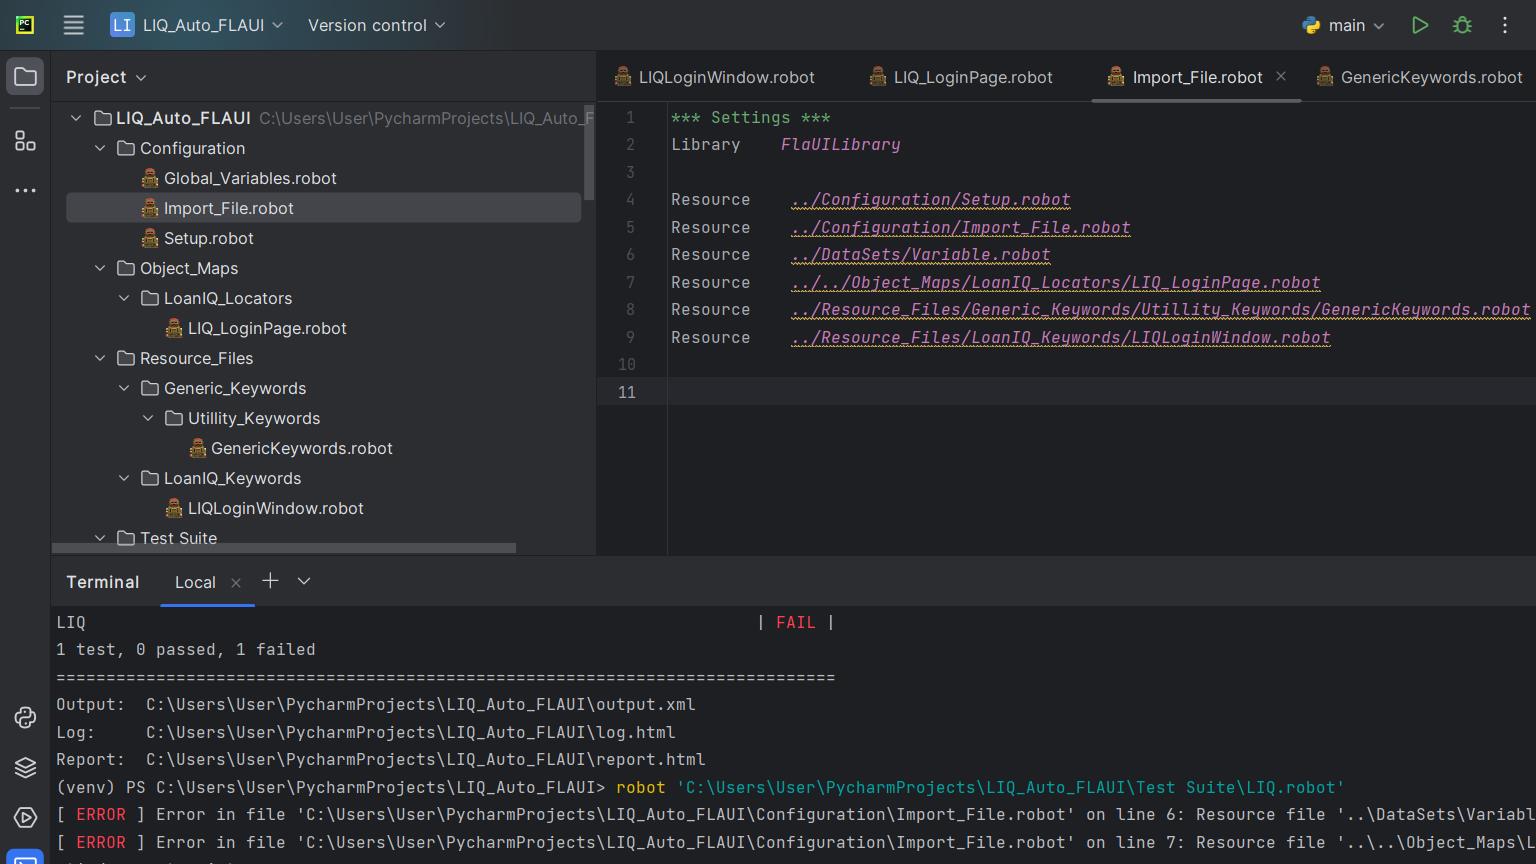 PC
LI LIQ_Auto_FLAUI Version control main
Project
LIQLoginWindow.robot LIQ_LoginPage.robot Import_File.robot GenericKeywords.robot
LIQ_Auto_FLAUI C:\Users\User\PycharmProjects\LIQ_Auto_F
Configuration
Global_Variables.robot
Import_File.robot
Setup.robot
Object_Maps
LoanIQ_Locators
LIQ_LoginPage.robot
Resource_Files
Generic_Keywords
Utillity_Keywords
GenericKeywords.robot
LoanIQ_Keywords
LIQLoginWindow.robot
Test Suite
1 *** Settings ***
2 Library    FlaUILibrary
3
4 Resource    ../Configuration/Setup.robot
5 Resource    ../Configuration/Import_File.robot
6 Resource    ../DataSets/Variable.robot
7 Resource    ../../Object_Maps/LoanIQ_Locators/LIQ_LoginPage.robot
8 Resource    ../Resource_Files/Generic_Keywords/Utillity_Keywords/GenericKeywords.robot
9 Resource    ../Resource_Files/LoanIQ_Keywords/LIQLoginWindow.robot
10
11
Terminal Local
LIQ | FAIL |
1 test, 0 passed, 1 failed
==============================================================================
Output:  C:\Users\User\PycharmProjects\LIQ_Auto_FLAUI\output.xml
Log:     C:\Users\User\PycharmProjects\LIQ_Auto_FLAUI\log.html
Report:  C:\Users\User\PycharmProjects\LIQ_Auto_FLAUI\report.html
(venv) PS C:\Users\User\PycharmProjects\LIQ_Auto_FLAUI> robot 'C:\Users\User\PycharmProjects\LIQ_Auto_FLAUI\Test Suite\LIQ.robot'
[ ERROR ] Error in file 'C:\Users\User\PycharmProjects\LIQ_Auto_FLAUI\Configuration\Import_File.robot' on line 6: Resource file '..\DataSets\Variabl
[ ERROR ] Error in file 'C:\Users\User\PycharmProjects\LIQ_Auto_FLAUI\Configuration\Import_File.robot' on line 7: Resource file '..\..\Object_Maps\L